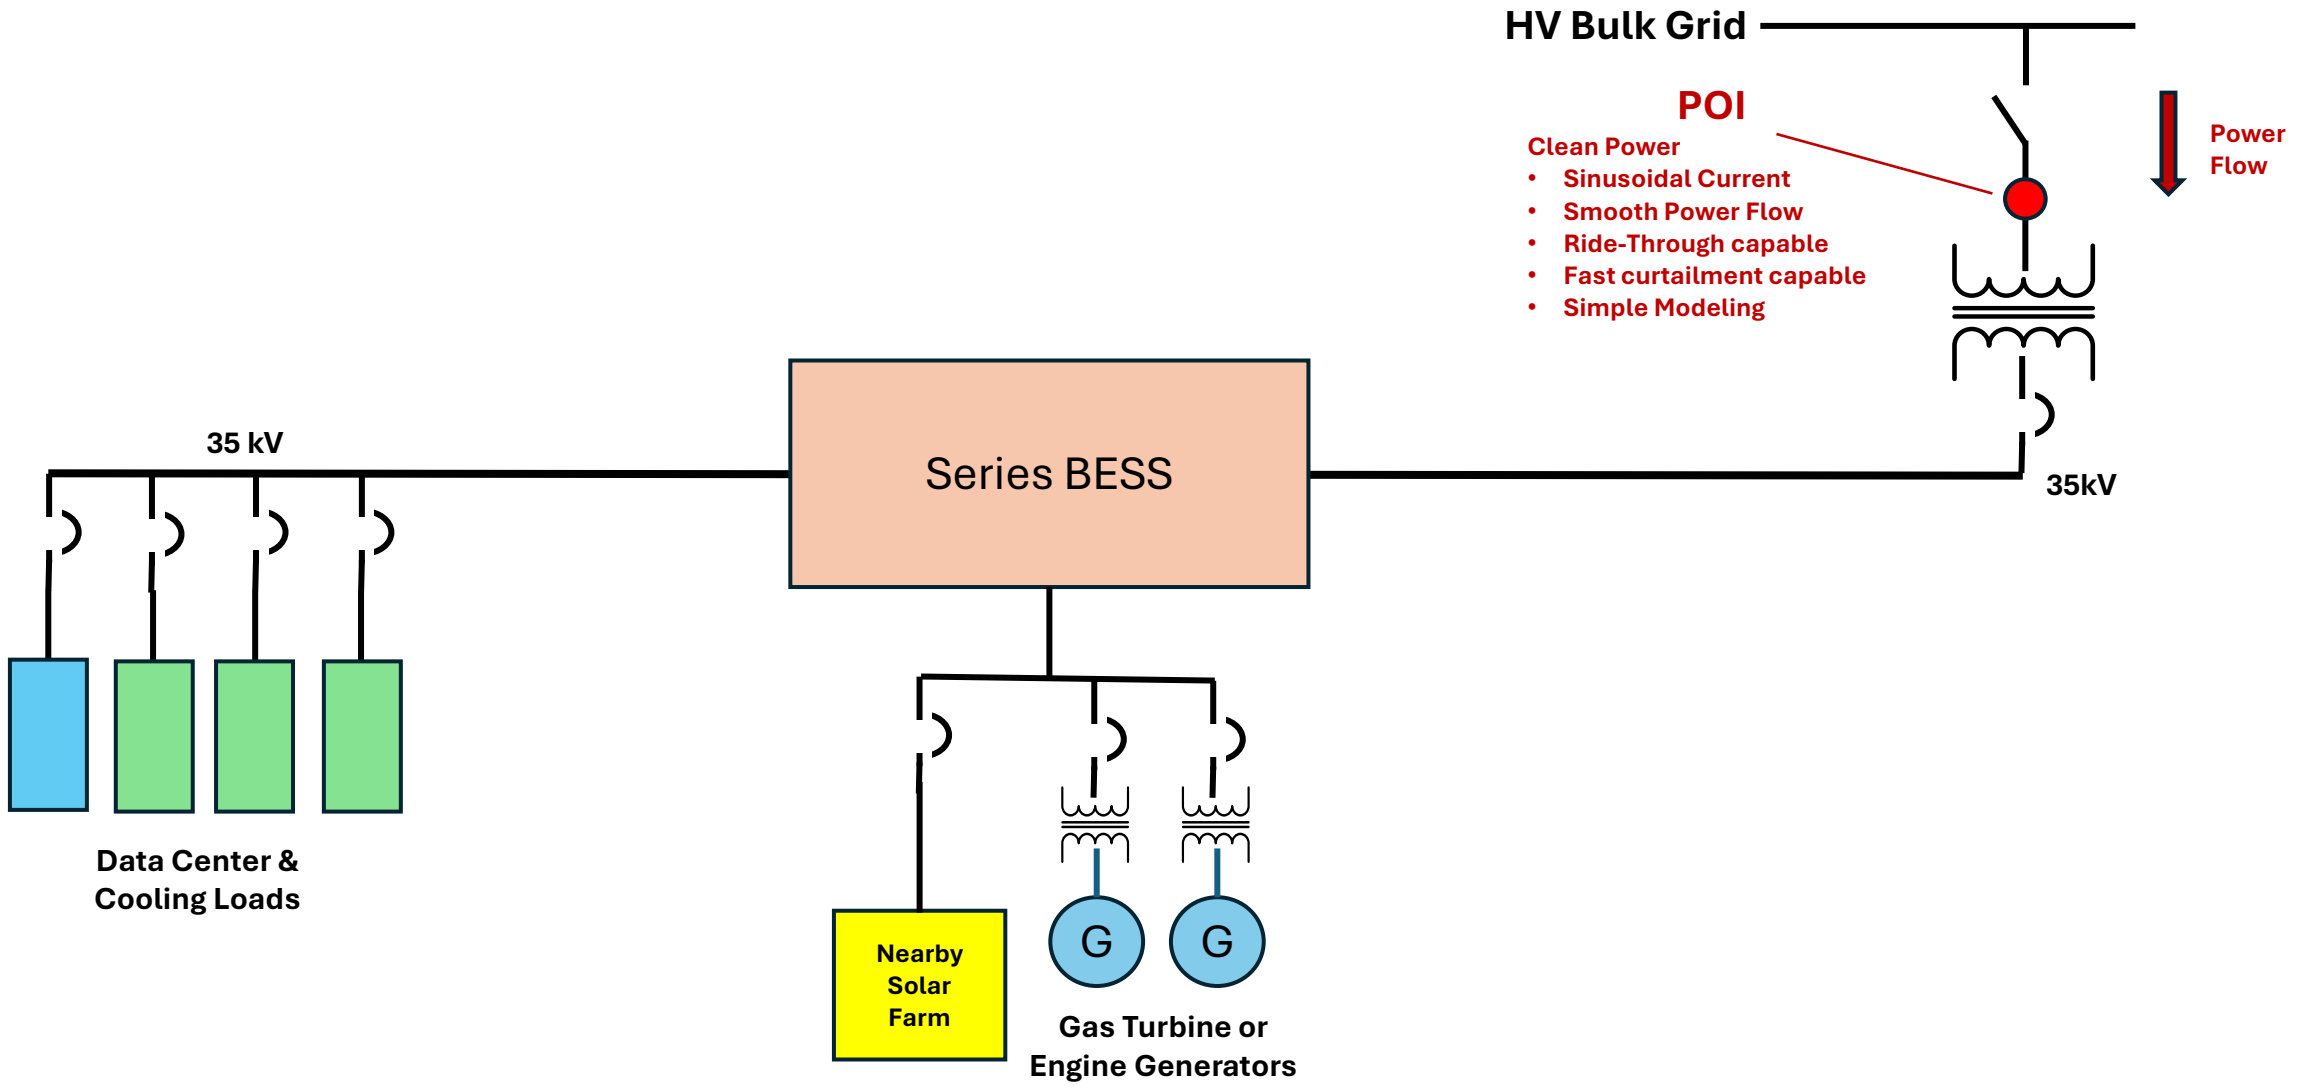 HV Bulk Grid
POI
Clean Power
• Sinusoidal Current
• Smooth Power Flow
• Ride-Through capable
• Fast curtailment capable
• Simple Modeling
Power
Flow
35 kV
Series BESS
35kV
Data Center &
Cooling Loads
Nearby
Solar
Farm
G
G
Gas Turbine or
Engine Generators